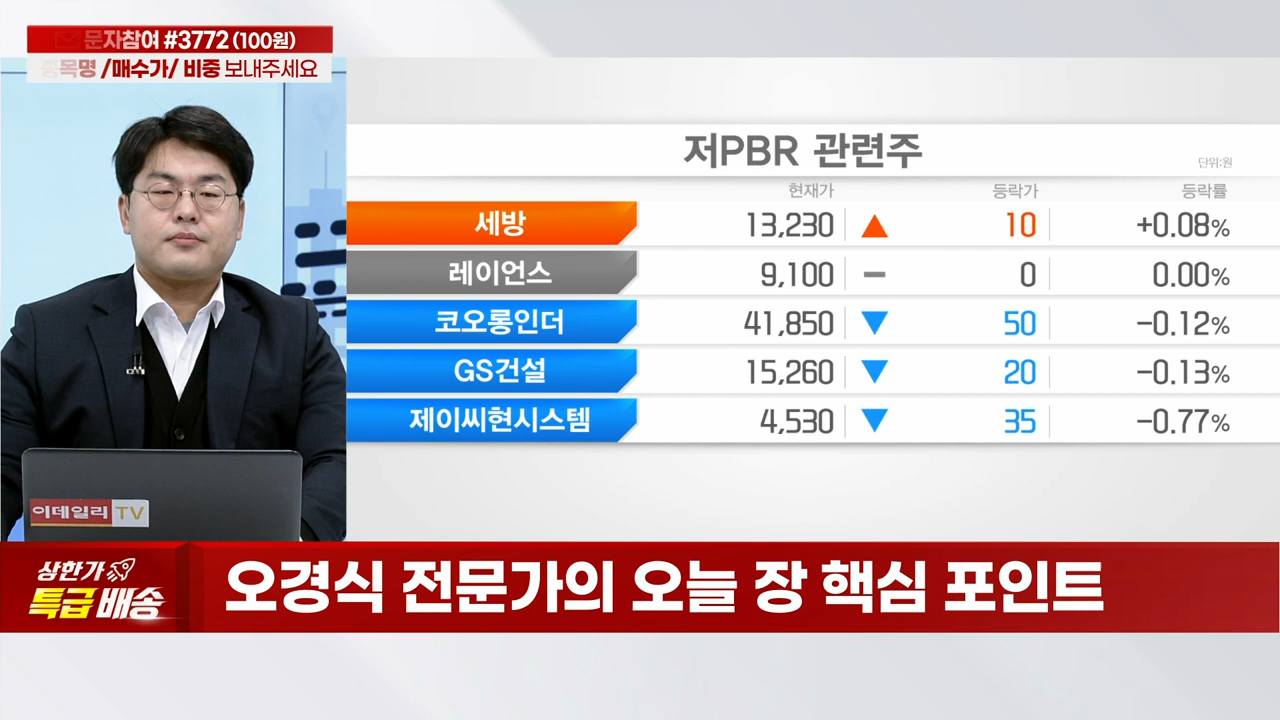 문자참여 #3772 (100원)
종목명 /매수가/ 비중 보내주세요
저PBR 관련주
단위:원
현재가 등락가 등락률
세방 13,230 ▲ 10 +0.08%
레이언스 9,100 − 0 0.00%
코오롱인더 41,850 ▼ 50 −0.12%
GS건설 15,260 ▼ 20 −0.13%
제이씨현시스템 4,530 ▼ 35 −0.77%
이데일리 TV
상한가
특급 배송
오경식 전문가의 오늘 장 핵심 포인트